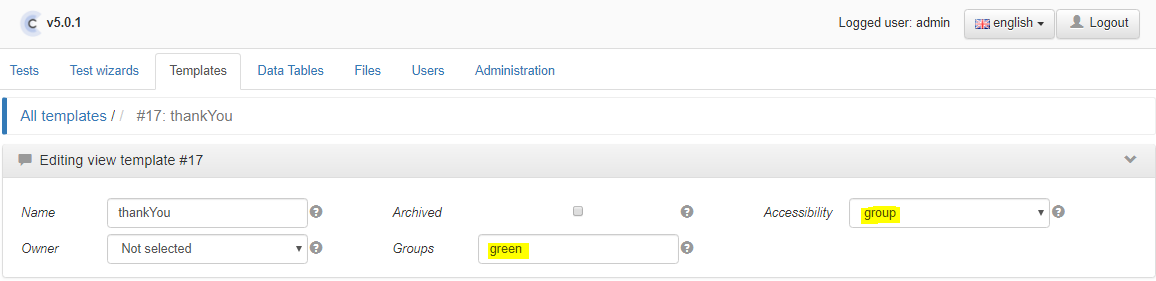 C v5.0.1 Logged user: admin english Logout
Tests Test wizards Templates Data Tables Files Users Administration
All templates / / #17: thankYou
Editing view template #17
Name thankYou ? Archived ? Accessibility group ?
Owner Not selected ? Groups green ?